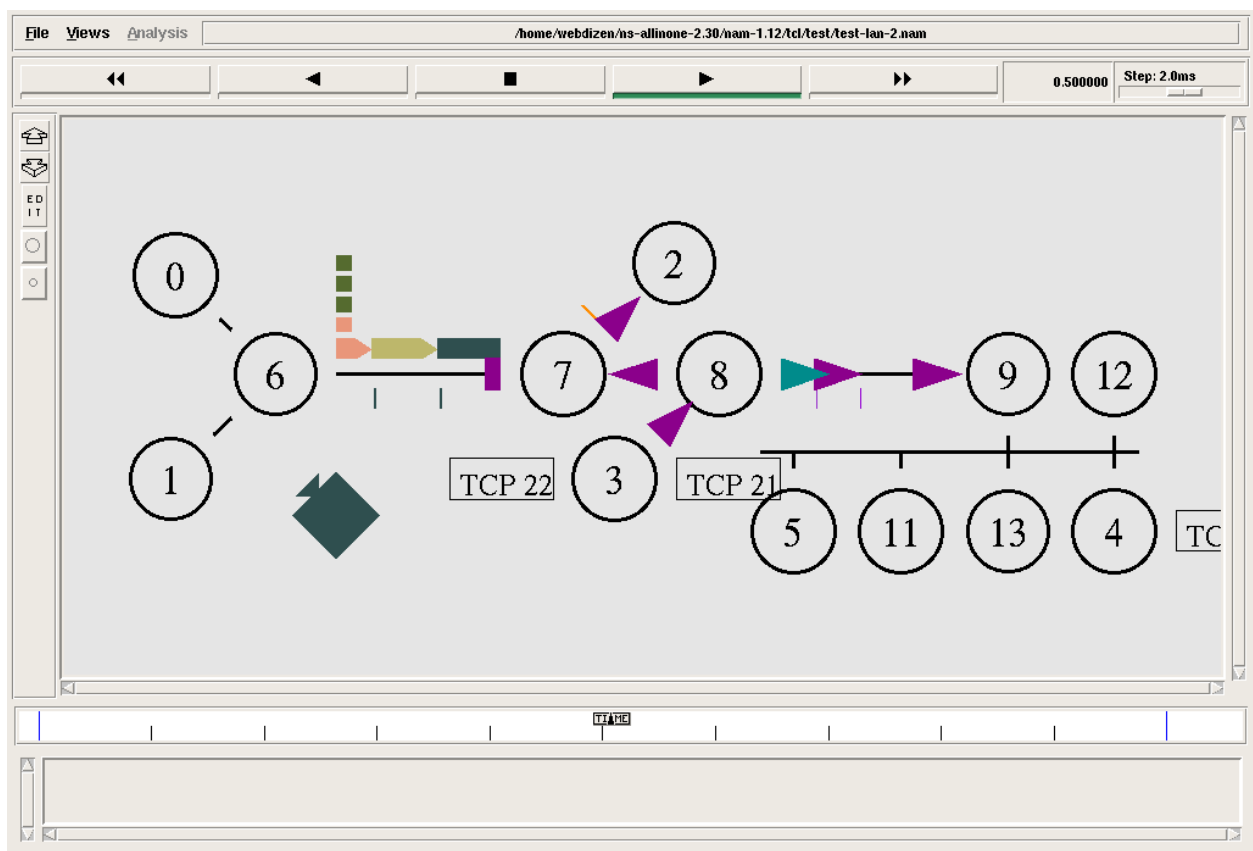 File Views Analysis /home/webdizen/ns-allinone-2.30/nam-1.12/tcl/test/test-lan-2.nam
0.500000 Step: 2.0ms
ED
IT
0
2
6
7
8
9
12
1
TCP 22
3
TCP 21
5
11
13
4
TC
TIME